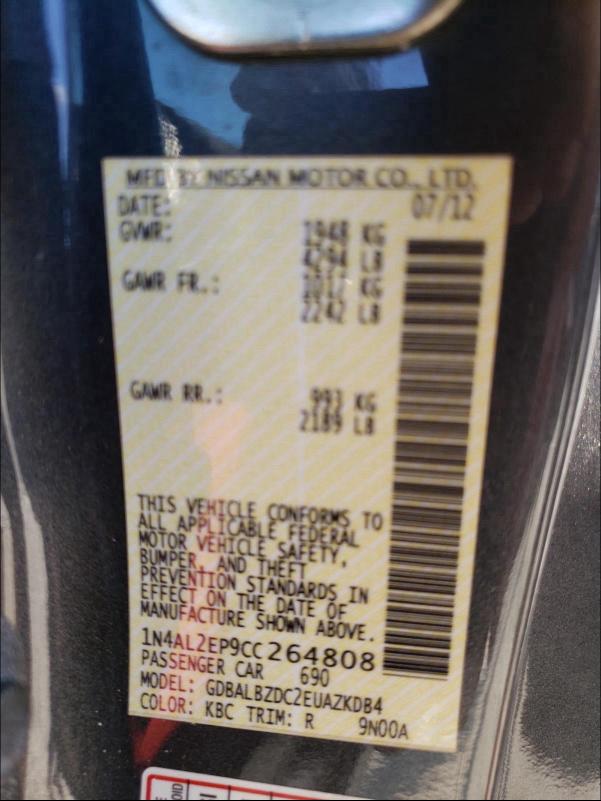 MFD BY NISSAN MOTOR CO., LTD.
DATE: 07/12
GVWR: 1948 KG
4294 LB
GAWR FR.: 1012 KG
2242 LB
GAWR RR.: 993 KG
2189 LB
THIS VEHICLE CONFORMS TO
ALL APPLICABLE FEDERAL
MOTOR VEHICLE SAFETY,
BUMPER, AND THEFT
PREVENTION STANDARDS IN
EFFECT ON THE DATE OF
MANUFACTURE SHOWN ABOVE.
1N4AL2EP9CC264808
PASSENGER CAR 690
MODEL: GDBALBZDC2EUAZKDB4
COLOR: KBC TRIM: R 9N00A